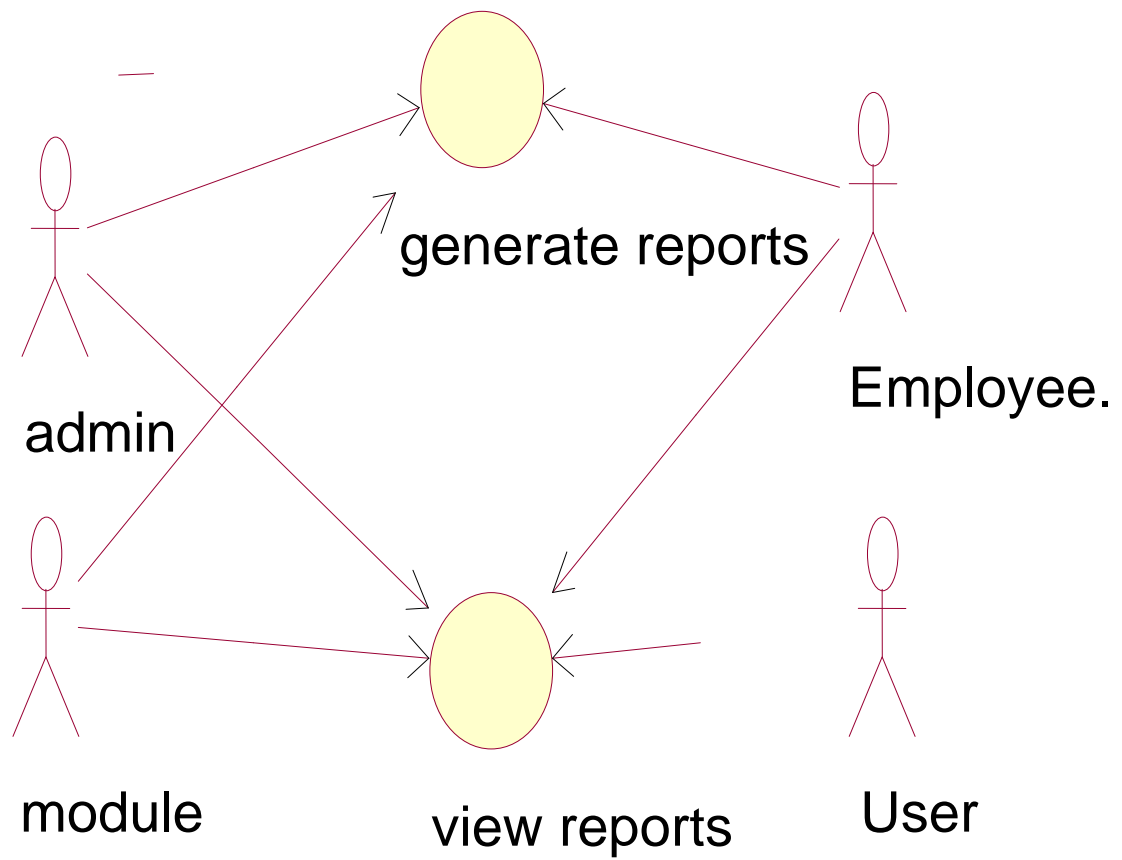 generate reports
Employee.
admin
module
view reports
User